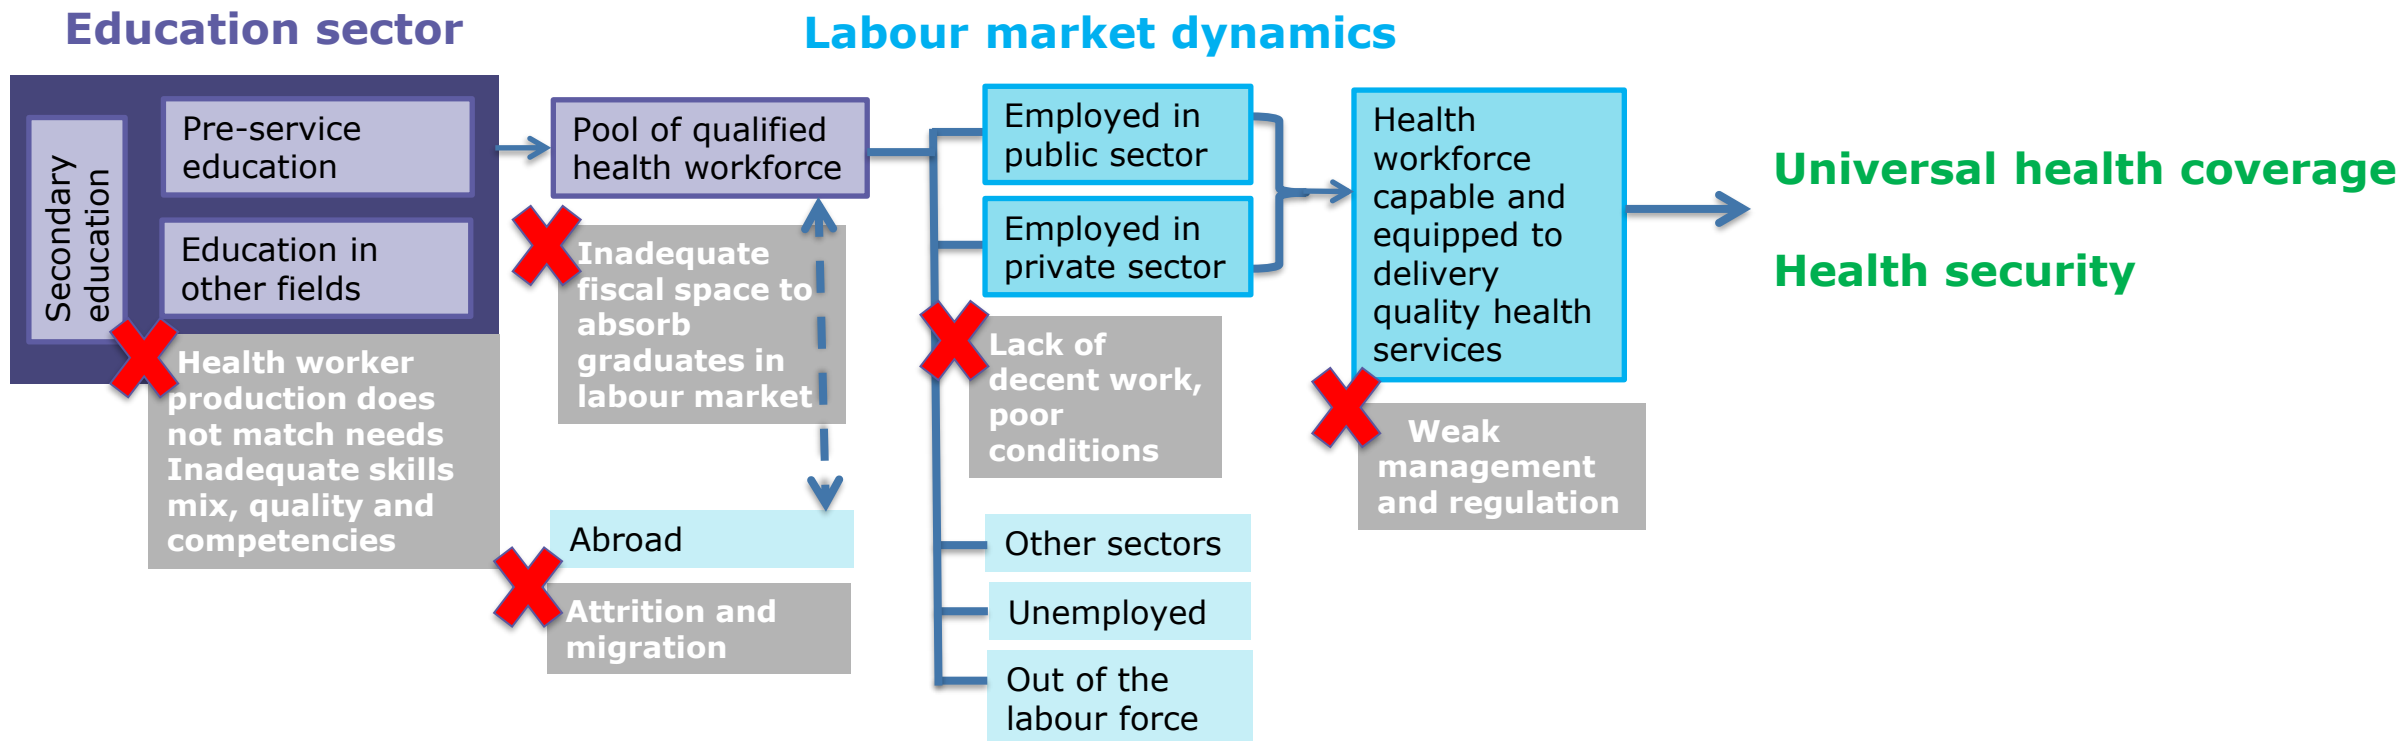 Education sector
Labour market dynamics
Secondary
education
Pre-service
education
Education in
other fields
Health worker
production does
not match needs
Inadequate skills
mix, quality and
competencies
Pool of qualified
health workforce
Inadequate
fiscal space to
absorb
graduates in
labour market
Abroad
Attrition and
migration
Employed in
public sector
Employed in
private sector
Lack of
decent work,
poor
conditions
Other sectors
Unemployed
Out of the
labour force
Health
workforce
capable and
equipped to
delivery
quality health
services
Weak
management
and regulation
Universal health coverage
Health security